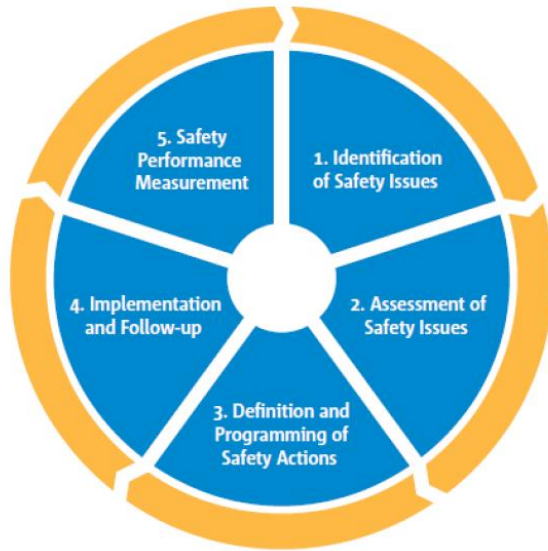 1. Identification
of Safety Issues
2. Assessment of
Safety Issues
3. Definition and
Programming of
Safety Actions
4. Implementation
and Follow-up
5. Safety
Performance
Measurement